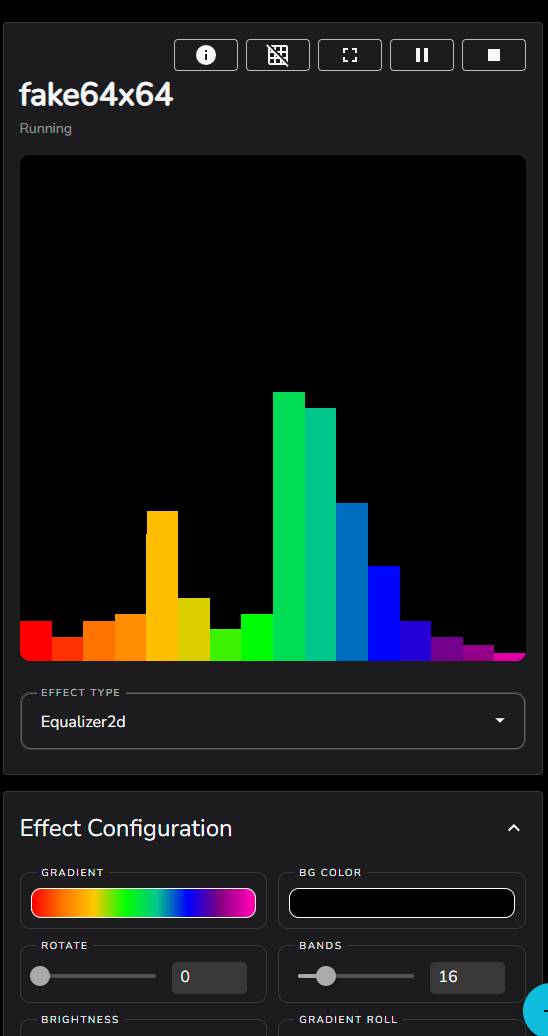 fake64x64
Running
EFFECT TYPE
Equalizer2d
Effect Configuration
GRADIENT
BG COLOR
ROTATE
0
BANDS
16
BRIGHTNESS
GRADIENT ROLL